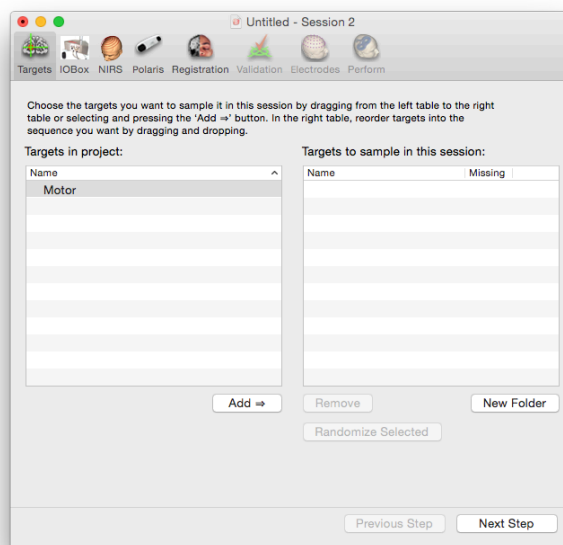 Untitled - Session 2
Targets IOBox NIRS Polaris Registration Validation Electrodes Perform
Choose the targets you want to sample it in this session by dragging from the left table to the right
table or selecting and pressing the 'Add ⇒' button. In the right table, reorder targets into the
sequence you want by dragging and dropping.
Targets in project: Targets to sample in this session:
Name Name Missing
Motor
Add ⇒ Remove New Folder
Randomize Selected
Previous Step Next Step